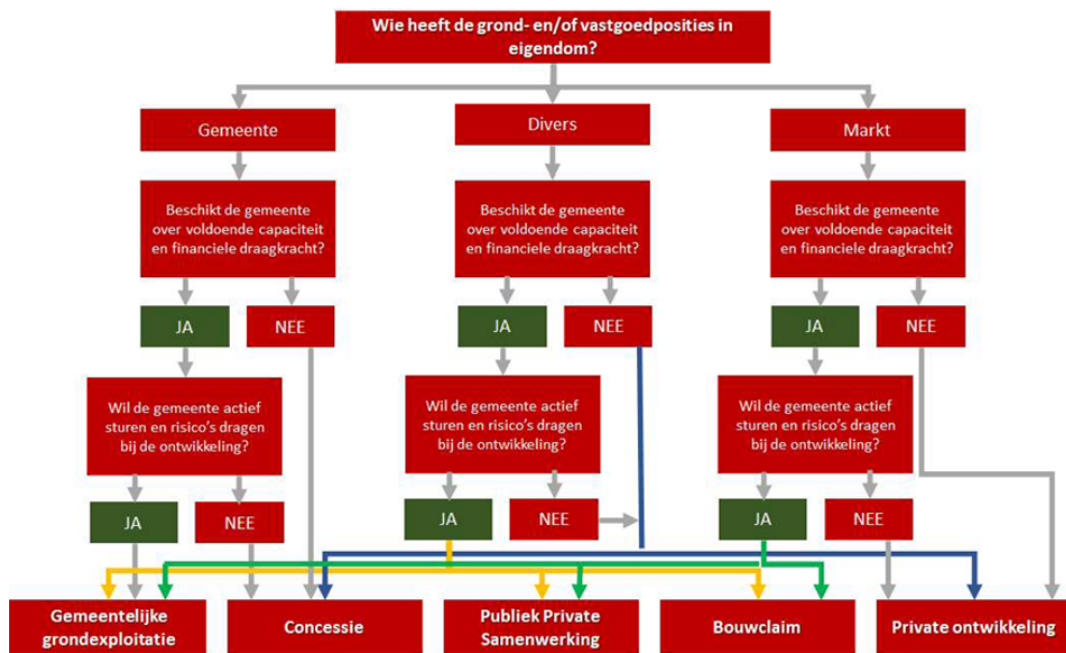 Wie heeft de grond- en/of vastgoedposities in
eigendom?
Gemeente
Divers
Markt
Beschikt de gemeente
over voldoende capaciteit
en financiele draagkracht?
Beschikt de gemeente
over voldoende capaciteit
en financiele draagkracht?
Beschikt de gemeente
over voldoende capaciteit
en financiele draagkracht?
JA
NEE
JA
NEE
JA
NEE
Wil de gemeente actief
sturen en risico's dragen
bij de ontwikkeling?
Wil de gemeente actief
sturen en risico's dragen
bij de ontwikkeling?
Wil de gemeente actief
sturen en risico's dragen
bij de ontwikkeling?
JA
NEE
JA
NEE
JA
NEE
Gemeentelijke
grondexploitatie
Concessie
Publiek Private
Samenwerking
Bouwclaim
Private ontwikkeling